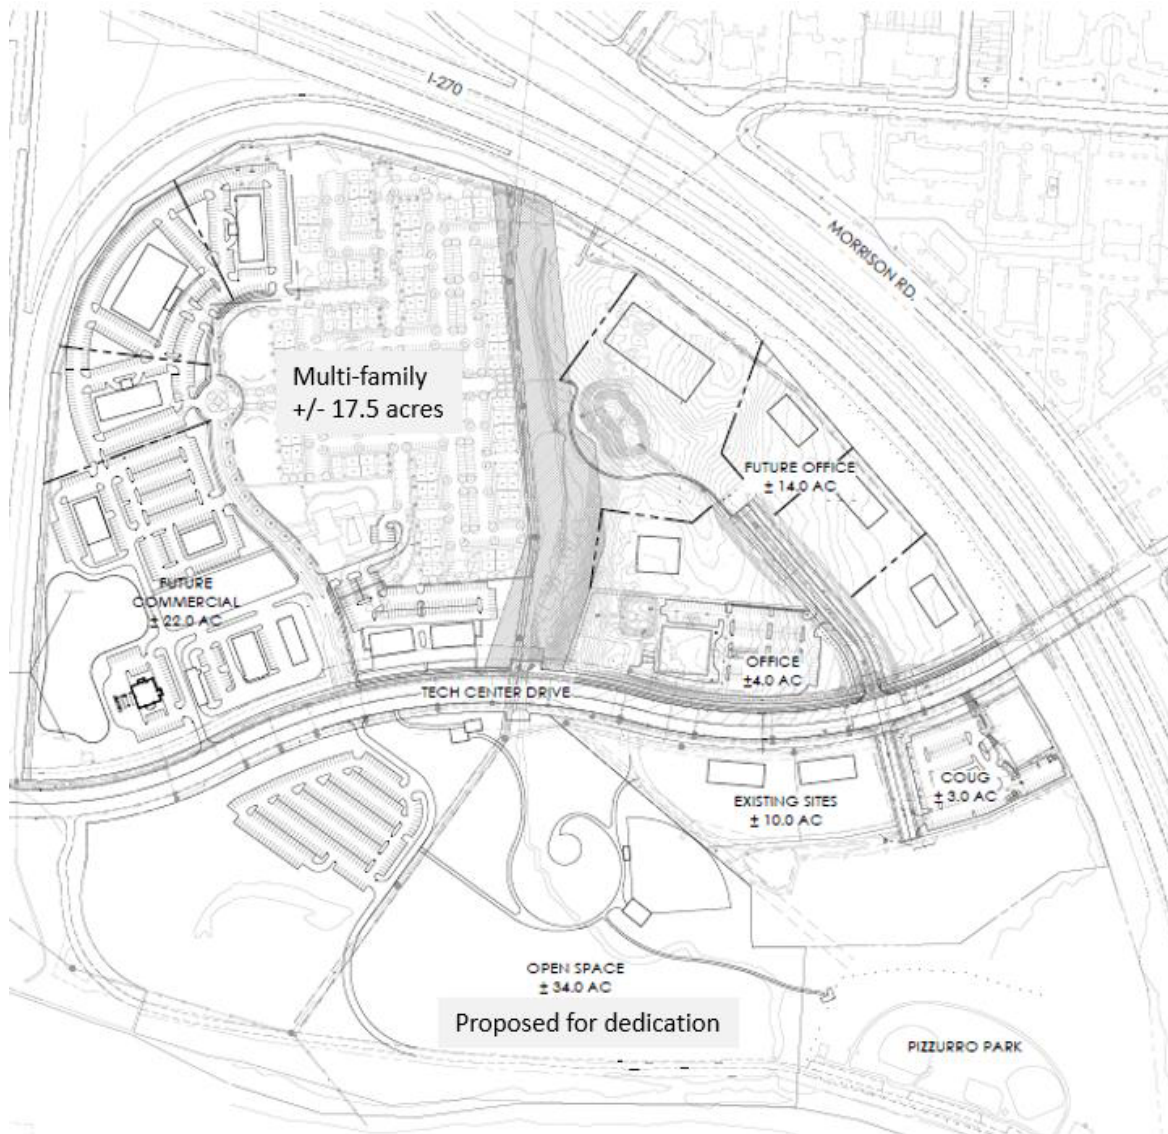 I-270
MORRISON RD.
Multi-family
+/- 17.5 acres
FUTURE OFFICE
± 14.0 AC
FUTURE
COMMERCIAL
± 22.0 AC
OFFICE
±4.0 AC
TECH CENTER DRIVE
COUG
± 3.0 AC
EXISTING SITES
± 10.0 AC
OPEN SPACE
± 34.0 AC
Proposed for dedication
PIZZURRO PARK